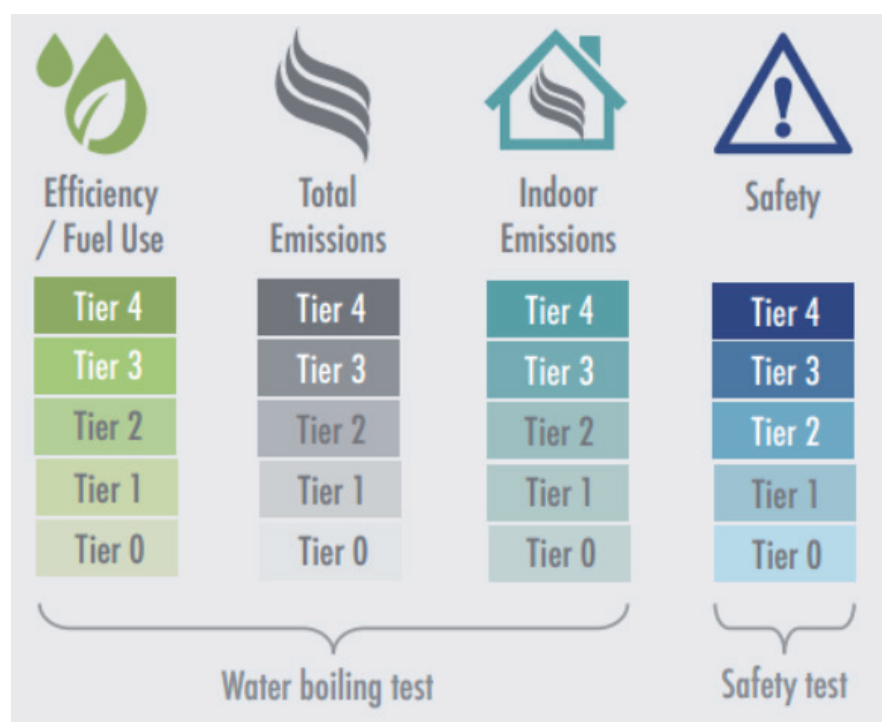 Efficiency
/ Fuel Use
Total
Emissions
Indoor
Emissions
Safety
Tier 4
Tier 3
Tier 2
Tier 1
Tier 0
Tier 4
Tier 3
Tier 2
Tier 1
Tier 0
Tier 4
Tier 3
Tier 2
Tier 1
Tier 0
Tier 4
Tier 3
Tier 2
Tier 1
Tier 0
Water boiling test
Safety test